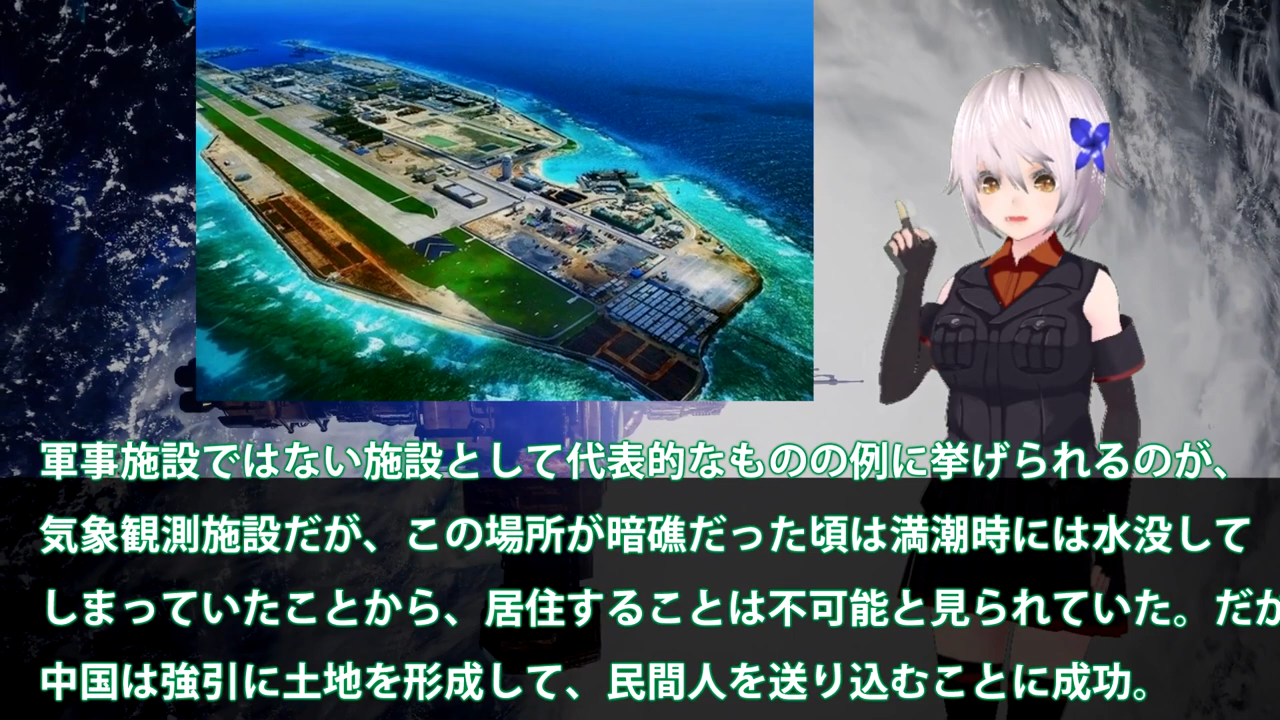 軍事施設ではない施設として代表的なものの例に挙げられるのが、
気象観測施設だが、この場所が暗礁だった頃は満潮時には水没して
しまっていたことから、居住することは不可能と見られていた。だが
中国は強引に土地を形成して、民間人を送り込むことに成功。